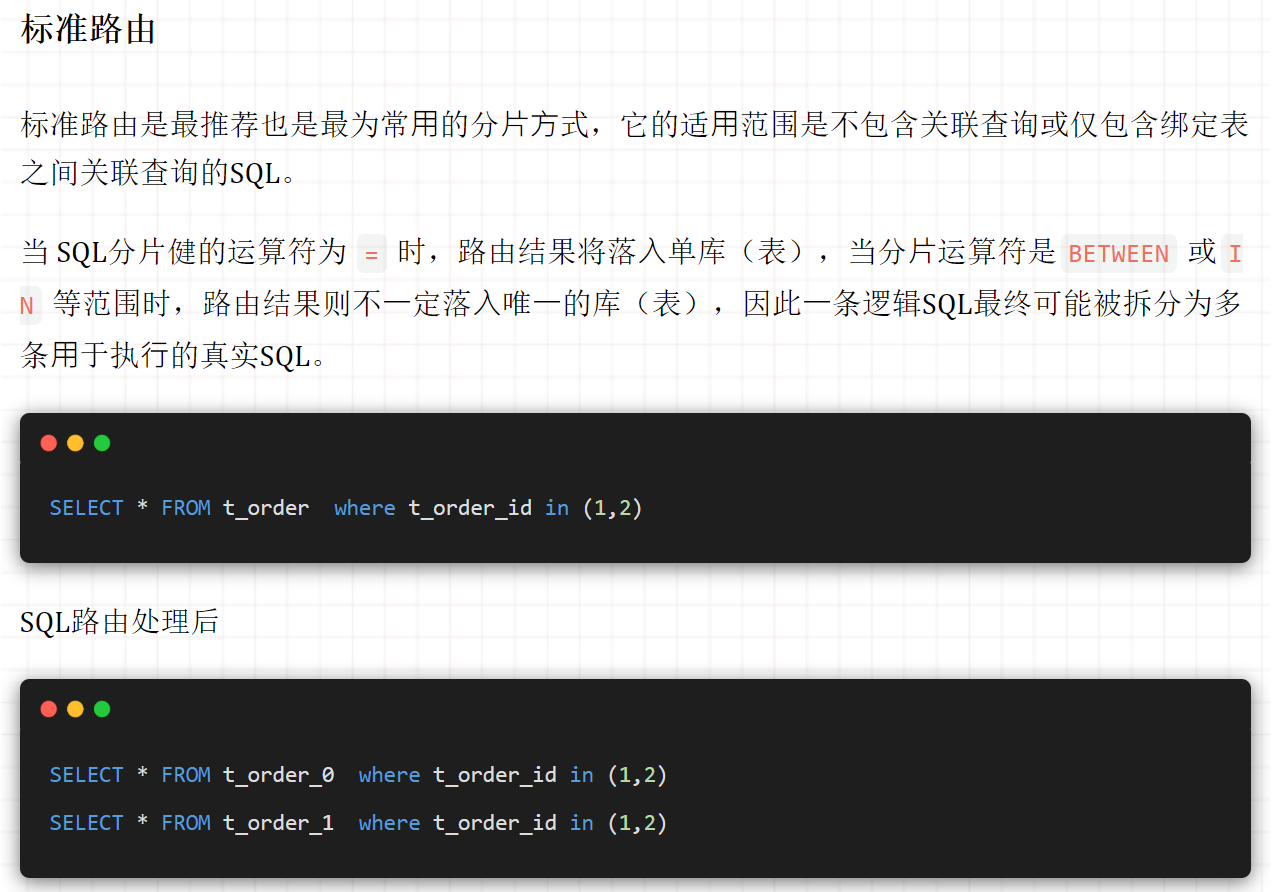 标准路由
标准路由是最推荐也是最为常用的分片方式，它的适用范围是不包含关联查询或仅包含绑定表
之间关联查询的SQL。
当 SQL分片健的运算符为 = 时，路由结果将落入单库（表），当分片运算符是 BETWEEN 或 I
N 等范围时，路由结果则不一定落入唯一的库（表），因此一条逻辑SQL最终可能被拆分为多
条用于执行的真实SQL。
SELECT * FROM t_order  where t_order_id in (1,2)
SQL路由处理后
SELECT * FROM t_order_0  where t_order_id in (1,2)
SELECT * FROM t_order_1  where t_order_id in (1,2)